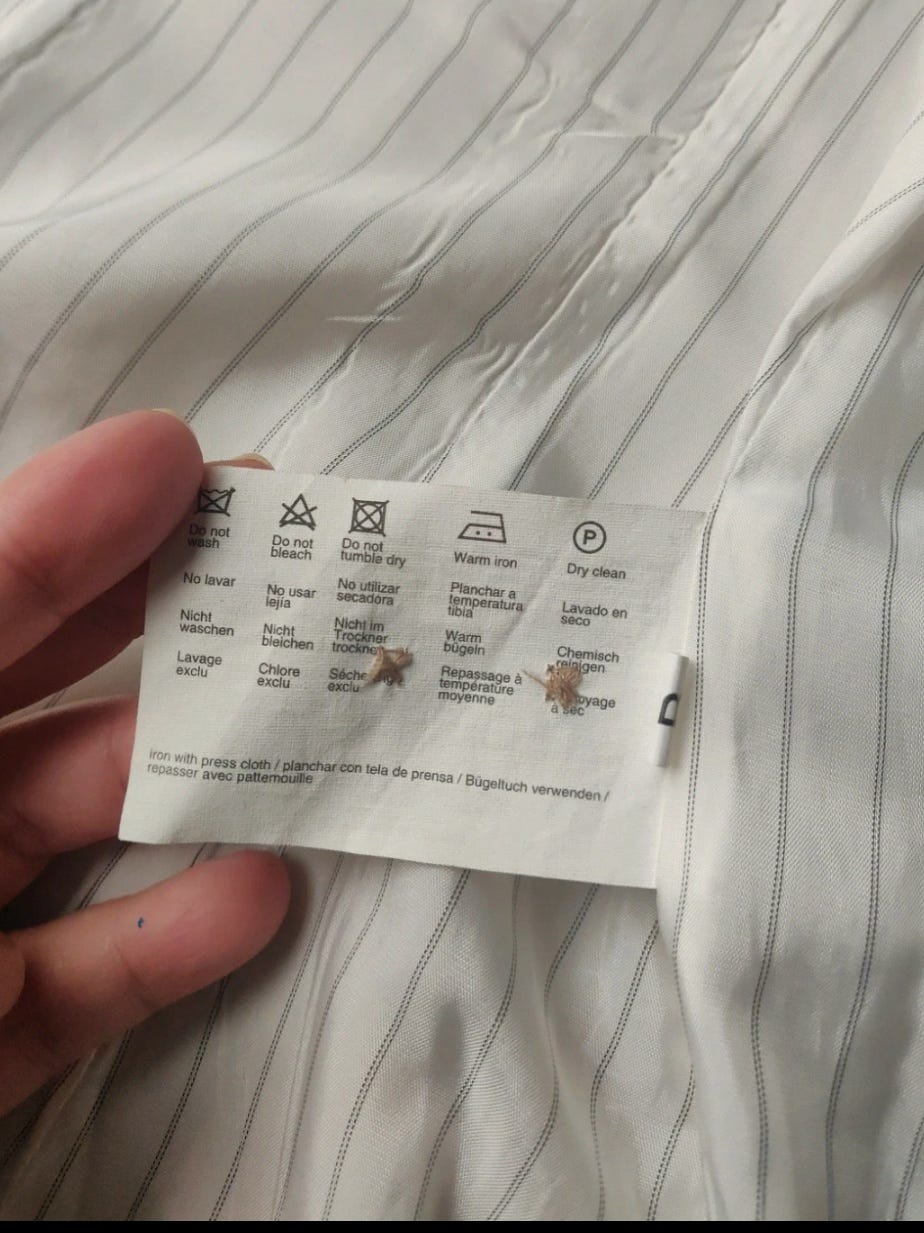 Do not
wash
Do not
bleach
Do not
tumble dry
Warm iron
P
Dry clean
No lavar
No usar
lejía
No utilizar
secadora
Planchar a
temperatura
tibia
Lavado en
seco
Nicht
waschen
Nicht
bleichen
Nicht im
Trockner
Warm
bügeln
Chemisch
reinigen
Lavage
exclu
Chlore
exclu
exclu
Repassage à
température
moyenne
à sec
iron with press cloth / planchar con tela de prensa / Bügeltuch verwenden /
repasser avec pattemouille